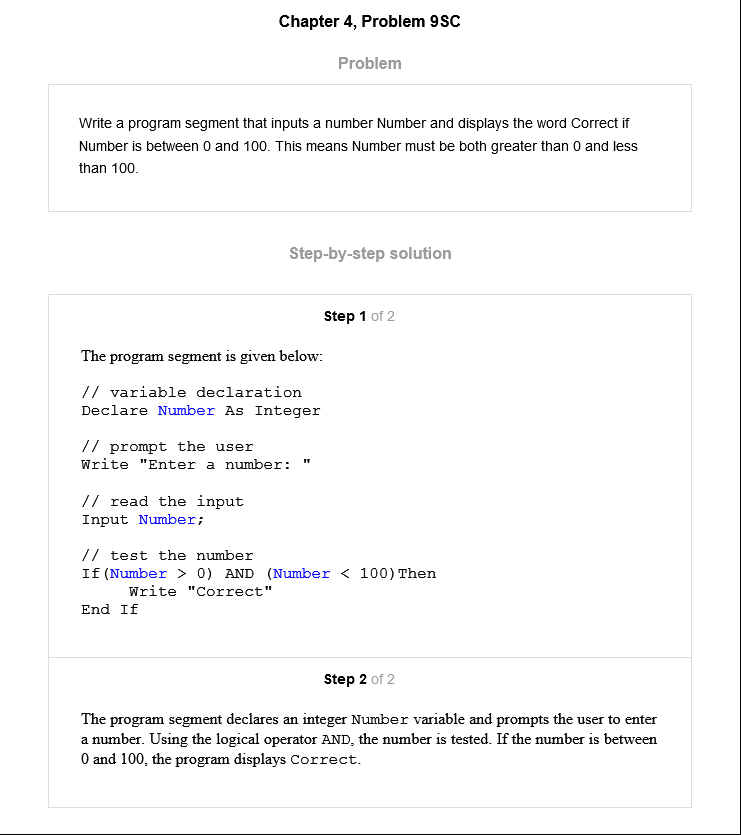 Chapter 4, Problem 9SC
Problem
Write a program segment that inputs a number Number and displays the word Correct if
Number is between 0 and 100. This means Number must be both greater than 0 and less
than 100.
Step-by-step solution
Step 1 of 2
The program segment is given below:
// variable declaration
Declare Number As Integer
// prompt the user
Write "Enter a number: "
// read the input
Input Number;
// test the number
If(Number > 0) AND (Number < 100)Then
Write "Correct"
End If
Step 2 of 2
The program segment declares an integer Number variable and prompts the user to enter
a number. Using the logical operator AND, the number is tested. If the number is between
0 and 100, the program displays Correct.